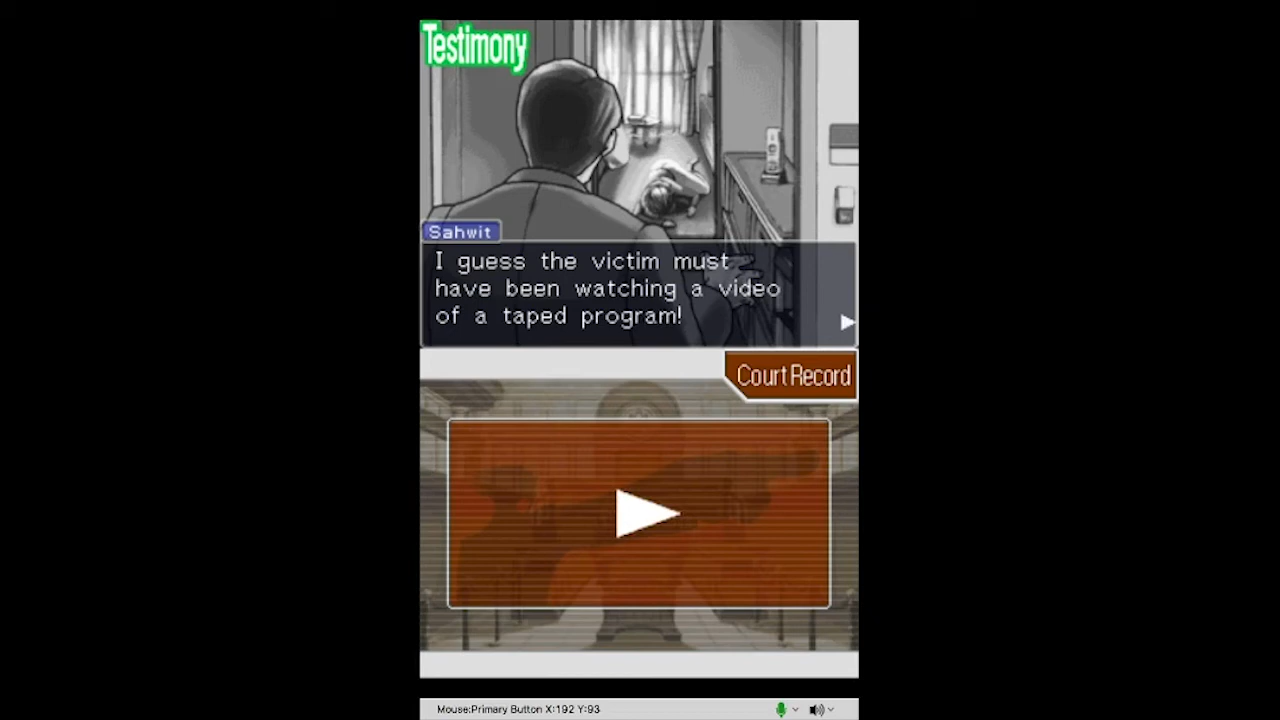 Testimony
Sahwit
I guess the victim must
have been watching a video
of a taped program!
Court Record
Mouse:Primary Button X:192 Y:93